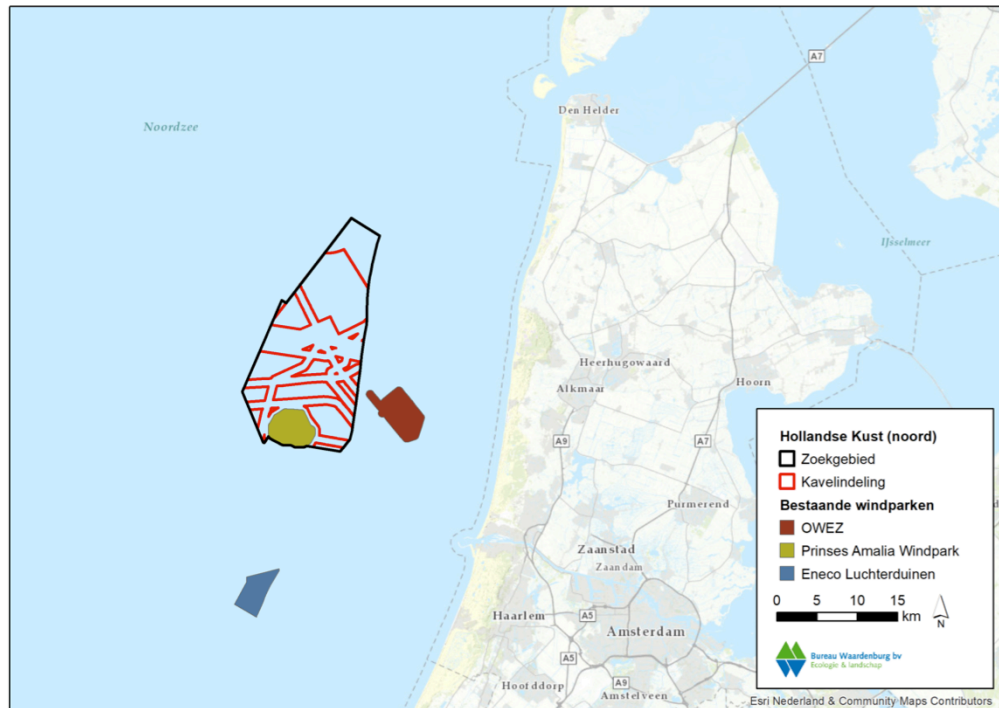 A7
Den Helder
Noordzee
IJsselmeer
Heerhugowaard
Alkmaar
Hoorn
A9
A7
Purmerend
Zaanstad
Zaandam
Haarlem
A5
Amsterdam
A5
Hoofddorp
A9
Amstelveen
Hollandse Kust (noord)
Zoekgebied
Kavelindeling
Bestaande windparken
OWEZ
Prinses Amalia Windpark
Eneco Luchterduinen
0 5 10 15
km
N
Bureau Waardenburg bv
Ecologie & landschap
Esri Nederland & Community Maps Contributors